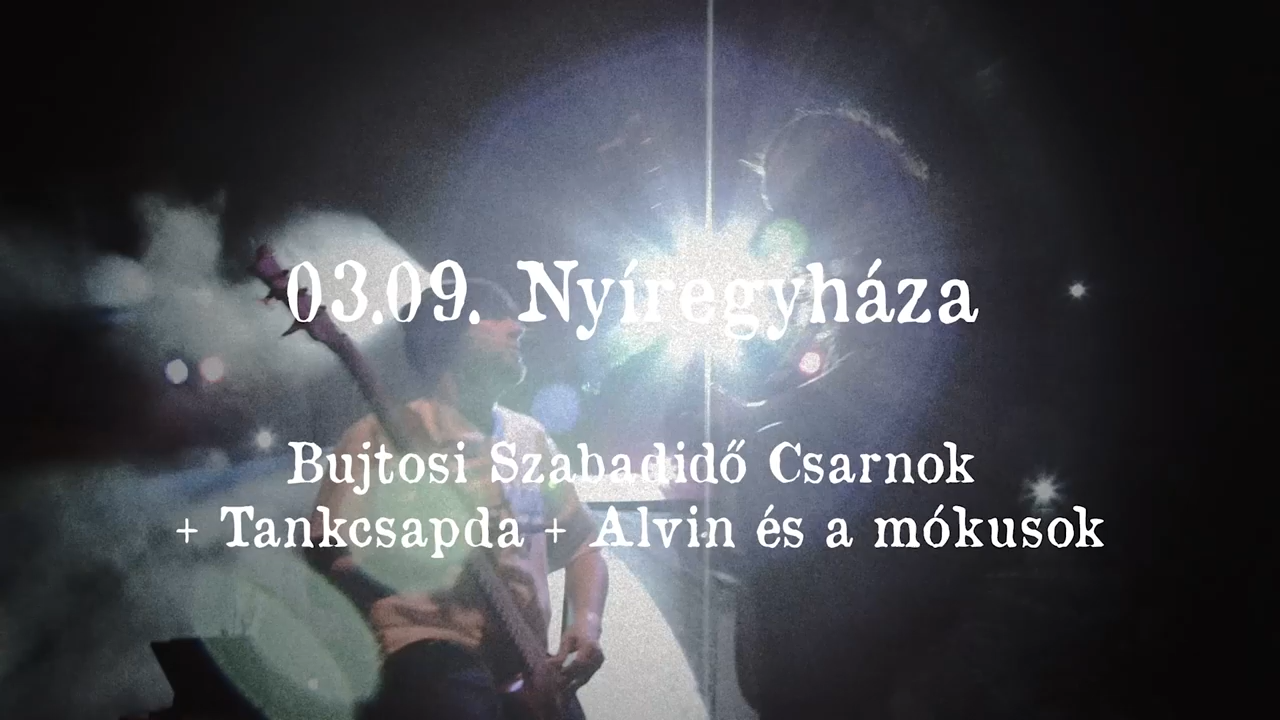 03.09. Nyíregyháza
Bujtosi Szabadidő Csarnok
+ Tankcsapda + Alvin és a mókusok